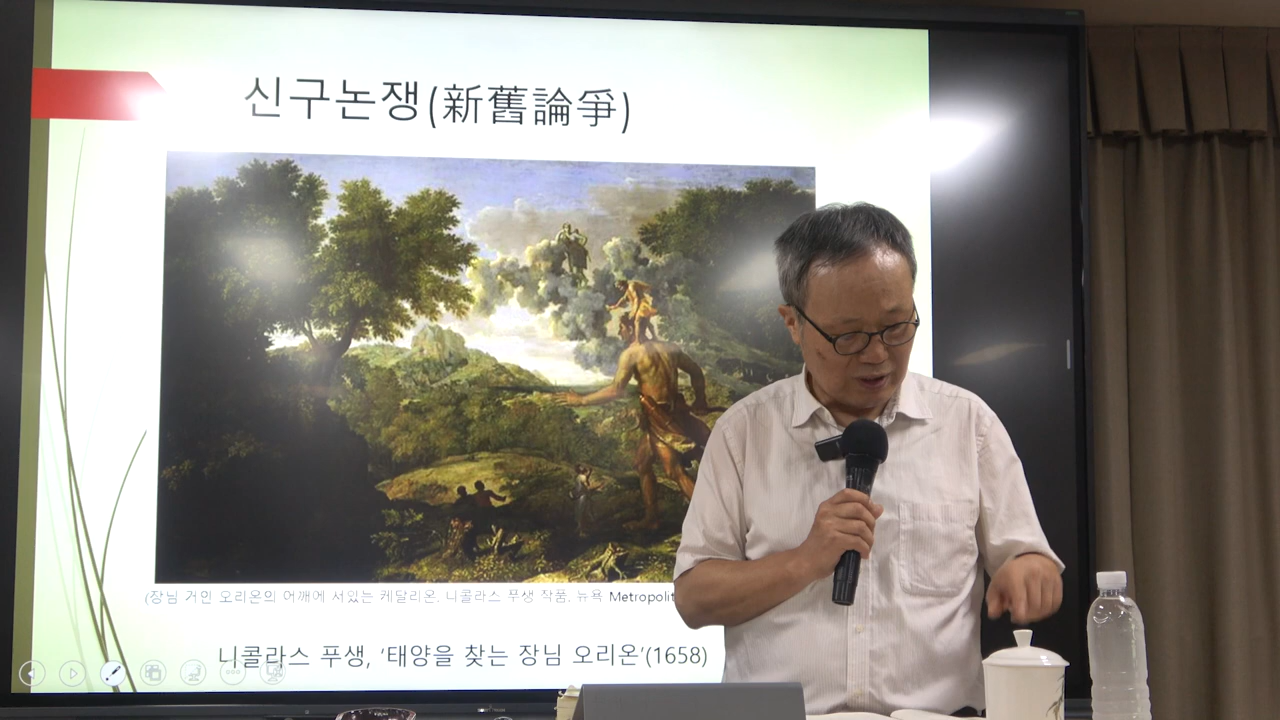 신구논쟁(新舊論爭)
(장님 거인 오리온의 어깨에 서있는 케달리온, 니콜라스 푸생 작품, 뉴욕 Metropolit
니콜라스 푸생, '태양을 찾는 장님 오리온'(1658)